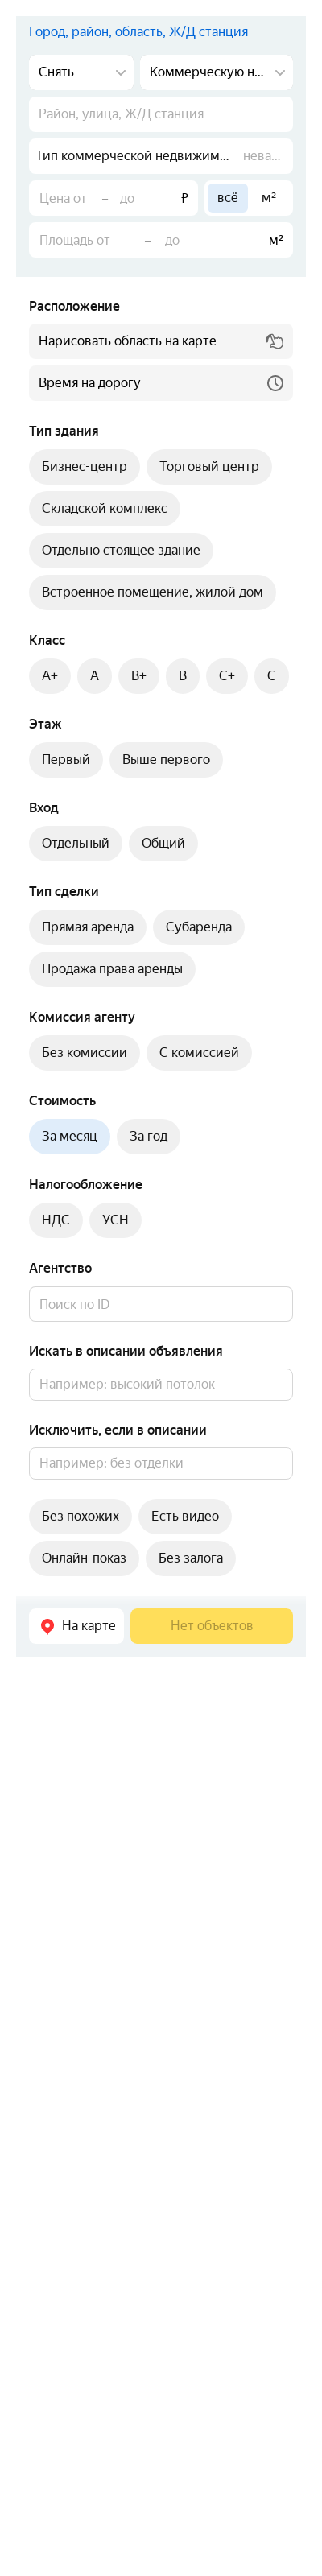 Город, район, область, Ж/Д станция
Снять Коммерческую н...
Район, улица, Ж/Д станция
Тип коммерческой недвижим... нева...
Цена от – до ₽ всё м²
Площадь от – до м²
Расположение
Нарисовать область на карте
Время на дорогу
Тип здания
Бизнес-центр Торговый центр
Складской комплекс
Отдельно стоящее здание
Встроенное помещение, жилой дом
Класс
A+ A B+ B C+ C
Этаж
Первый Выше первого
Вход
Отдельный Общий
Тип сделки
Прямая аренда Субаренда
Продажа права аренды
Комиссия агенту
Без комиссии С комиссией
Стоимость
За месяц За год
Налогообложение
НДС УСН
Агентство
Поиск по ID
Искать в описании объявления
Например: высокий потолок
Исключить, если в описании
Например: без отделки
Без похожих Есть видео
Онлайн-показ Без залога
На карте Нет объектов